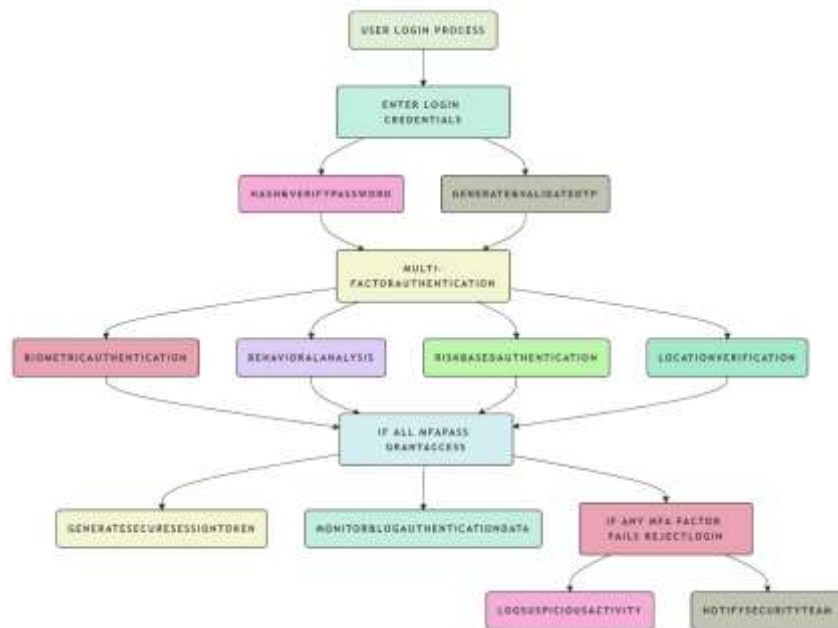 USER LOGIN PROCESS
ENTER LOGIN
CREDENTIALS
HASH&VERIFYPASSWORD
GENERATE&VALIDATEOTP
MULTI-
FACTORAUTHENTICATION
BIOMETRICAUTHENTICATION
BEHAVIORALANALYSIS
RISKBASEDAUTHENTICATION
LOCATIONVERIFICATION
IF ALL MFAPASS
GRANTACCESS
GENERATESECURESESSIONTOKEN
MONITOR&LOGAUTHENTICATIONDATA
IF ANY MFA FACTOR
FAILS REJECTLOGIN
LOGSUSPICIOUSACTIVITY
NOTIFYSECURITYTEAM